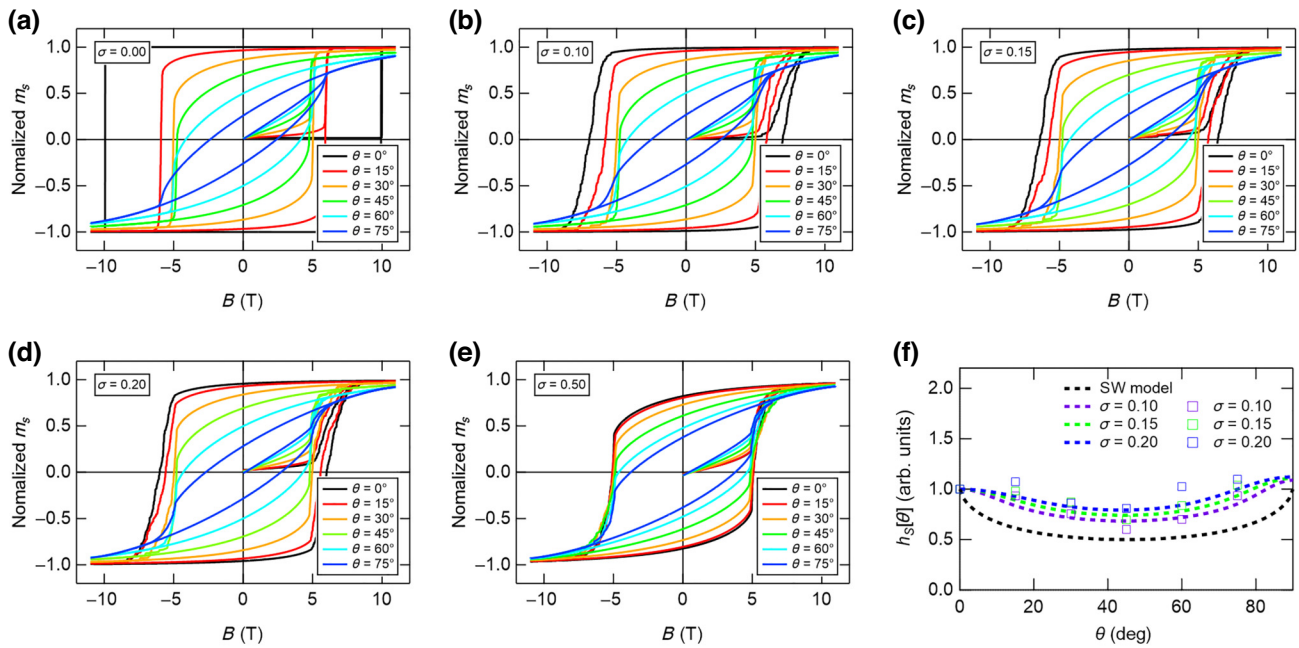 (a)
σ = 0.00
Normalized mₛ
1.0
0.5
0.0
−0.5
−1.0
θ = 0°
θ = 15°
θ = 30°
θ = 45°
θ = 60°
θ = 75°
−10 −5 0 5 10
B (T)
(b)
σ = 0.10
Normalized mₛ
1.0
0.5
0.0
−0.5
−1.0
θ = 0°
θ = 15°
θ = 30°
θ = 45°
θ = 60°
θ = 75°
−10 −5 0 5 10
B (T)
(c)
σ = 0.15
Normalized mₛ
1.0
0.5
0.0
−0.5
−1.0
θ = 0°
θ = 15°
θ = 30°
θ = 45°
θ = 60°
θ = 75°
−10 −5 0 5 10
B (T)
(d)
σ = 0.20
Normalized mₛ
1.0
0.5
0.0
−0.5
−1.0
θ = 0°
θ = 15°
θ = 30°
θ = 45°
θ = 60°
θ = 75°
−10 −5 0 5 10
B (T)
(e)
σ = 0.50
Normalized mₛ
1.0
0.5
0.0
−0.5
−1.0
θ = 0°
θ = 15°
θ = 30°
θ = 45°
θ = 60°
θ = 75°
−10 −5 0 5 10
B (T)
(f)
hS[θ] (arb. units)
2.0
1.5
1.0
0.5
0.0
SW model
σ = 0.10 σ = 0.10
σ = 0.15 σ = 0.15
σ = 0.20 σ = 0.20
0 20 40 60 80
θ (deg)